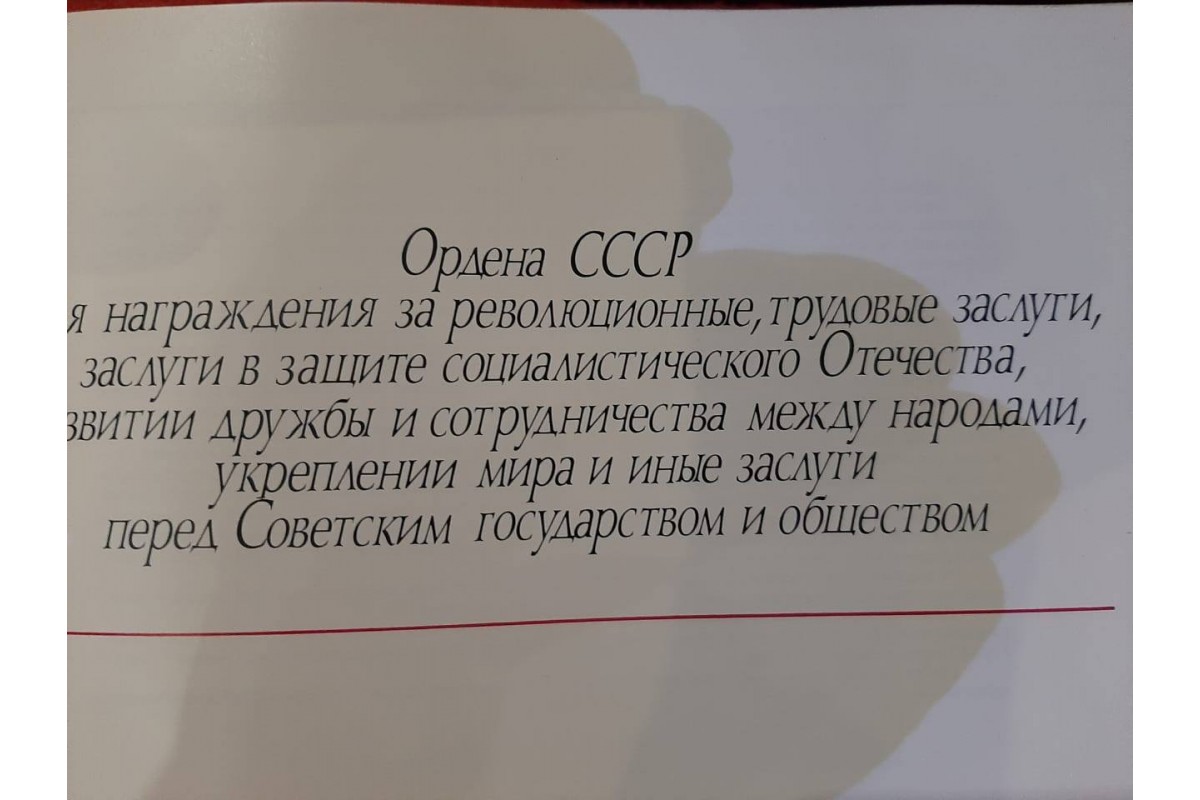 Ордена СССР
награждения за революционные, трудовые заслуги,
заслуги в защите социалистического Отечества,
дружбы и сотрудничества между народами,
укреплении мира и иные заслуги
перед Советским государством и обществом